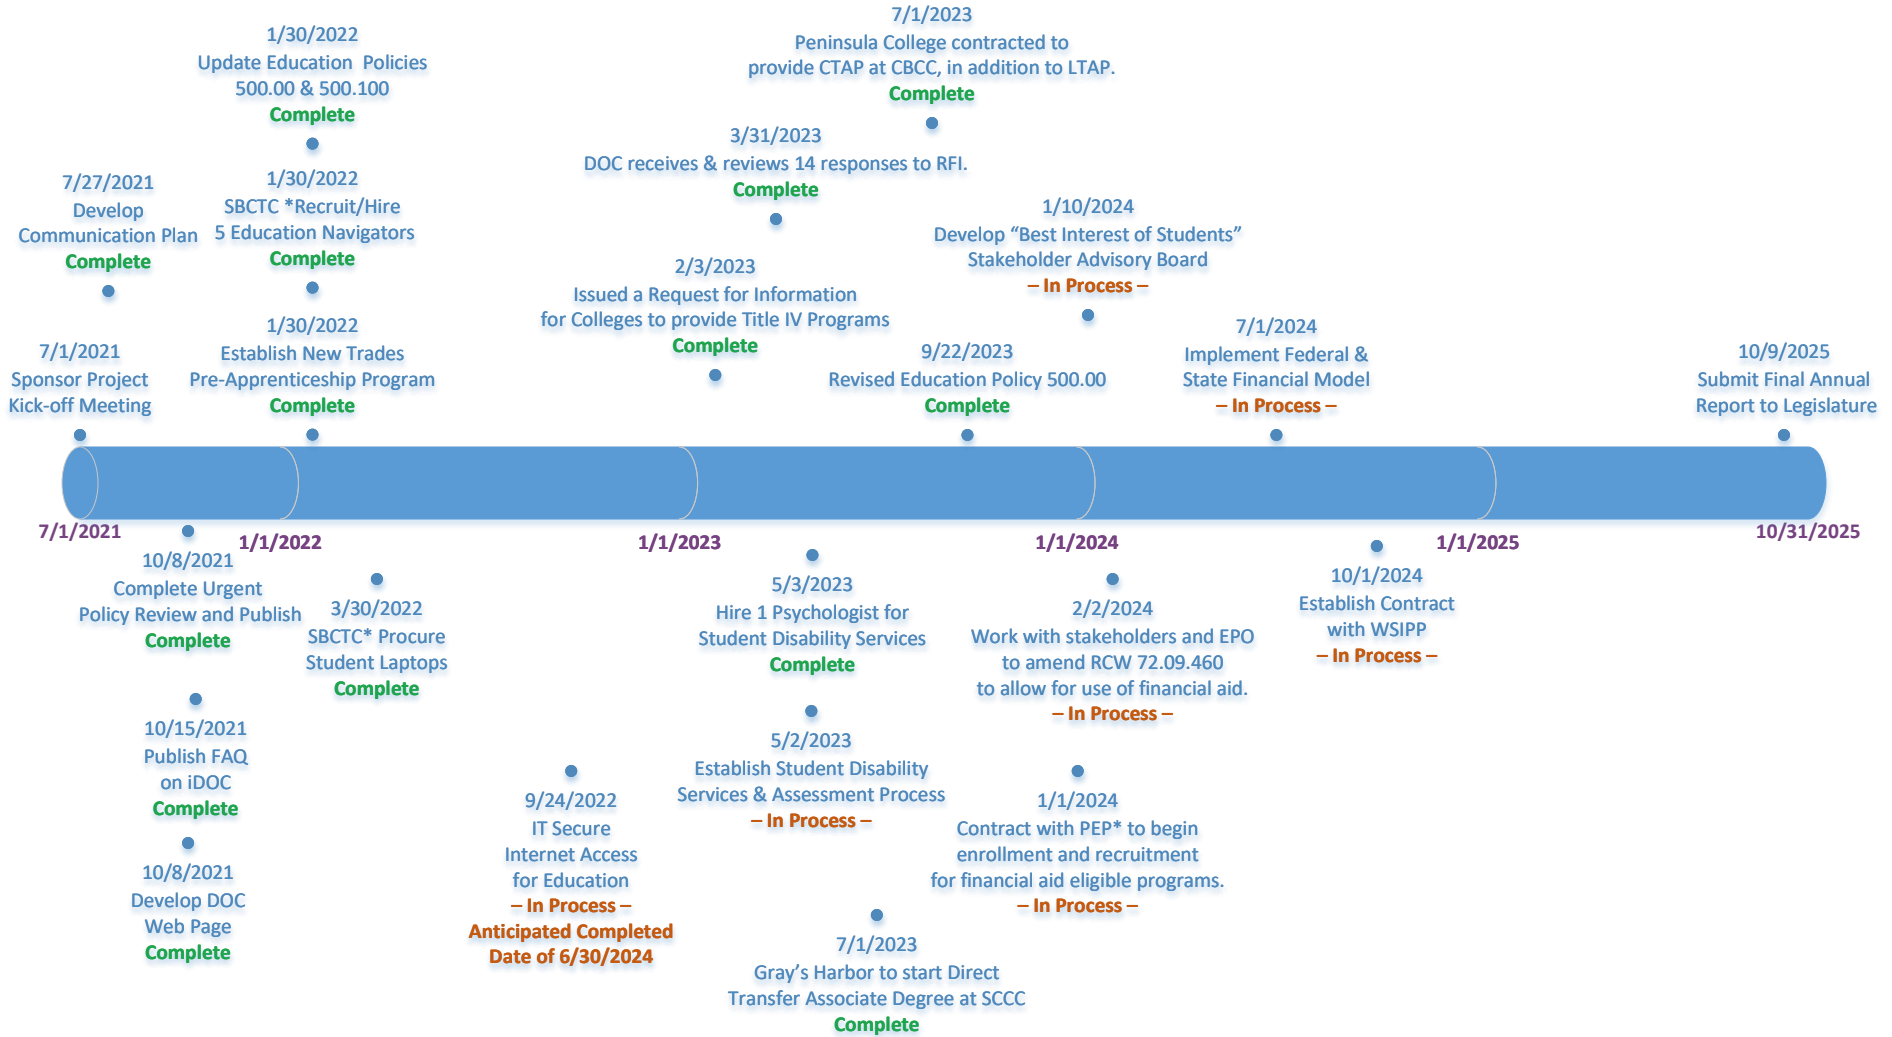 7/1/2021
Sponsor Project
Kick-off Meeting
7/27/2021
Develop
Communication Plan
Complete
1/30/2022
Update Education Policies
500.00 & 500.100
Complete
1/30/2022
SBCTC *Recruit/Hire
5 Education Navigators
Complete
1/30/2022
Establish New Trades
Pre-Apprenticeship Program
Complete
2/3/2023
Issued a Request for Information
for Colleges to provide Title IV Programs
Complete
3/31/2023
DOC receives & reviews 14 responses to RFI.
Complete
7/1/2023
Peninsula College contracted to
provide CTAP at CBCC, in addition to LTAP.
Complete
9/22/2023
Revised Education Policy 500.00
Complete
1/10/2024
Develop “Best Interest of Students”
Stakeholder Advisory Board
– In Process –
7/1/2024
Implement Federal &
State Financial Model
– In Process –
10/9/2025
Submit Final Annual
Report to Legislature
7/1/2021
1/1/2022
1/1/2023
1/1/2024
1/1/2025
10/31/2025
10/8/2021
Complete Urgent
Policy Review and Publish
Complete
10/15/2021
Publish FAQ
on iDOC
Complete
10/8/2021
Develop DOC
Web Page
Complete
3/30/2022
SBCTC* Procure
Student Laptops
Complete
9/24/2022
IT Secure
Internet Access
for Education
– In Process –
Anticipated Completed
Date of 6/30/2024
5/3/2023
Hire 1 Psychologist for
Student Disability Services
Complete
5/2/2023
Establish Student Disability
Services & Assessment Process
– In Process –
7/1/2023
Gray’s Harbor to start Direct
Transfer Associate Degree at SCCC
Complete
2/2/2024
Work with stakeholders and EPO
to amend RCW 72.09.460
to allow for use of financial aid.
– In Process –
1/1/2024
Contract with PEP* to begin
enrollment and recruitment
for financial aid eligible programs.
– In Process –
10/1/2024
Establish Contract
with WSIPP
– In Process –